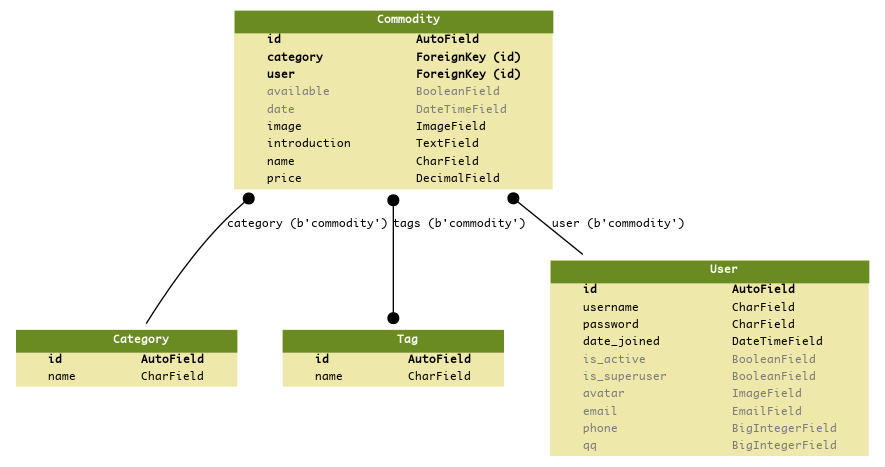 Commodity
id AutoField
category ForeignKey (id)
user ForeignKey (id)
available BooleanField
date DateTimeField
image ImageField
introduction TextField
name CharField
price DecimalField
category (b'commodity') tags (b'commodity') user (b'commodity')
Category
id AutoField
name CharField
Tag
id AutoField
name CharField
User
id AutoField
username CharField
password CharField
date_joined DateTimeField
is_active BooleanField
is_superuser BooleanField
avatar ImageField
email EmailField
phone BigIntegerField
qq BigIntegerField